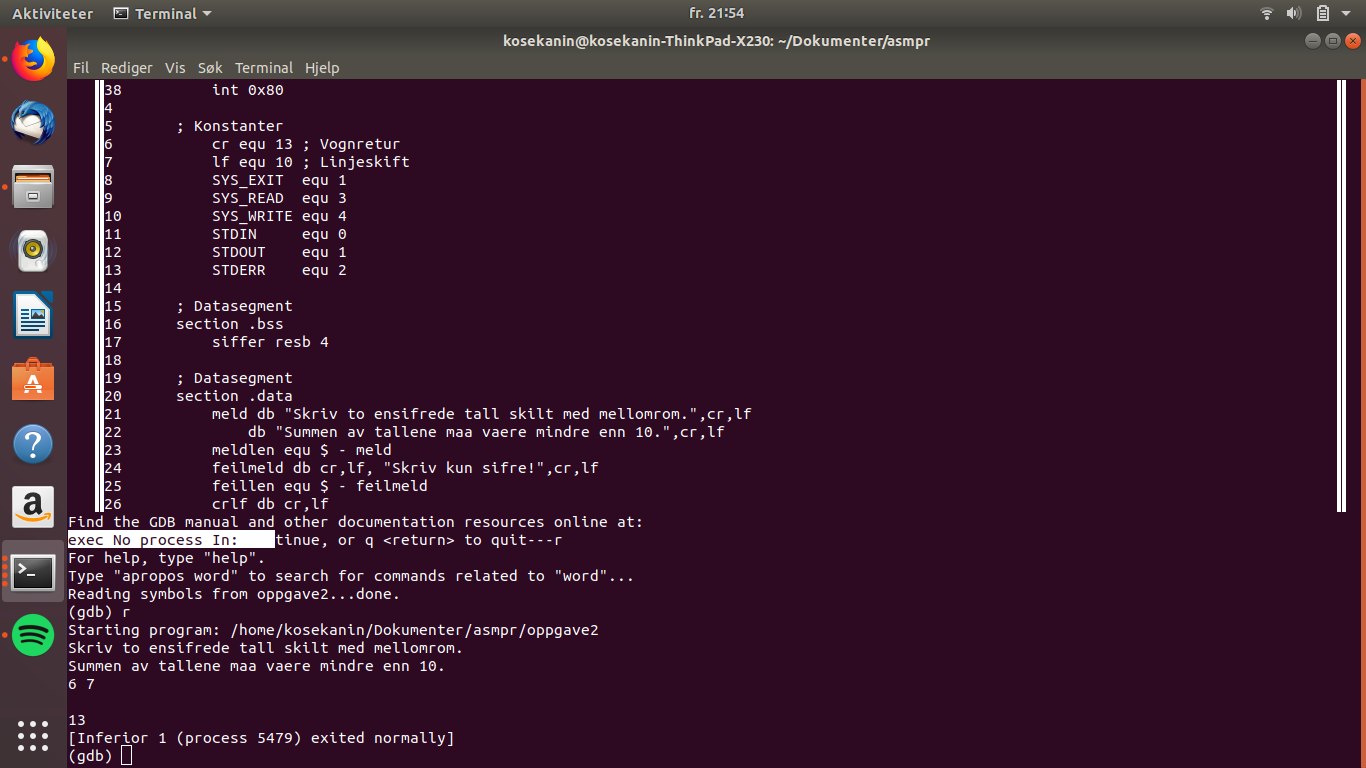 Aktiviteter Terminal fr. 21:54
kosekanin@kosekanin-ThinkPad-X230: ~/Dokumenter/asmpr
Fil Rediger Vis Søk Terminal Hjelp
38 int 0x80
4
5 ; Konstanter
6 cr equ 13 ; Vognretur
7 lf equ 10 ; Linjeskift
8 SYS_EXIT equ 1
9 SYS_READ equ 3
10 SYS_WRITE equ 4
11 STDIN equ 0
12 STDOUT equ 1
13 STDERR equ 2
14
15 ; Datasegment
16 section .bss
17 siffer resb 4
18
19 ; Datasegment
20 section .data
21 meld db "Skriv to ensifrede tall skilt med mellomrom.",cr,lf
22 db "Summen av tallene maa vaere mindre enn 10.",cr,lf
23 meldlen equ $ - meld
24 feilmeld db cr,lf, "Skriv kun sifre!",cr,lf
25 feillen equ $ - feilmeld
26 crlf db cr,lf
Find the GDB manual and other documentation resources online at:
exec No process In: tinue, or q <return> to quit---r
For help, type "help".
Type "apropos word" to search for commands related to "word"...
Reading symbols from oppgave2...done.
(gdb) r
Starting program: /home/kosekanin/Dokumenter/asmpr/oppgave2
Skriv to ensifrede tall skilt med mellomrom.
Summen av tallene maa vaere mindre enn 10.
6 7
13
[Inferior 1 (process 5479) exited normally]
(gdb)